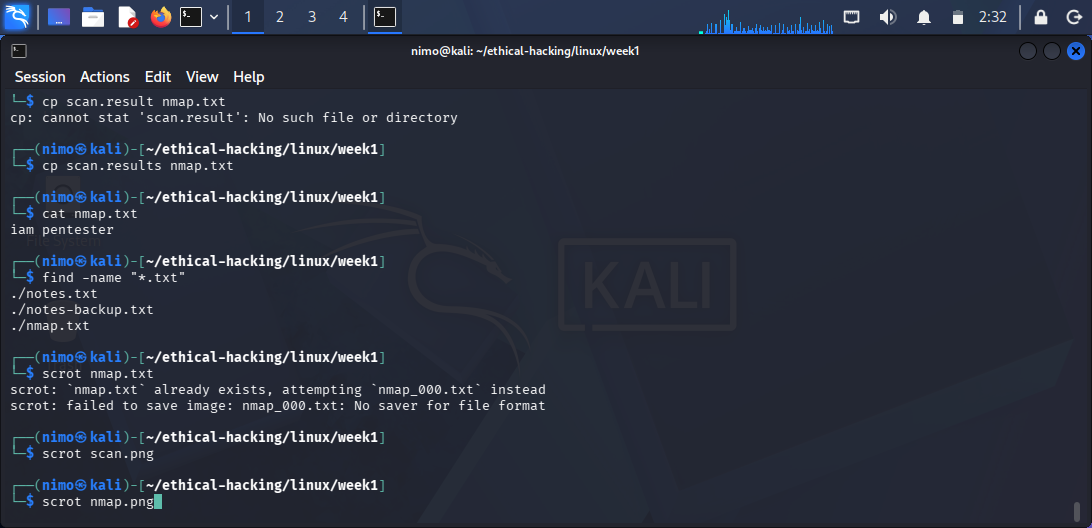 1 2 3 4 2:32
nimo@kali: ~/ethical-hacking/linux/week1
Session Actions Edit View Help
└─$ cp scan.result nmap.txt
cp: cannot stat 'scan.result': No such file or directory
┌──(nimo㉿kali)-[~/ethical-hacking/linux/week1]
└─$ cp scan.results nmap.txt
┌──(nimo㉿kali)-[~/ethical-hacking/linux/week1]
└─$ cat nmap.txt
iam pentester
File System
┌──(nimo㉿kali)-[~/ethical-hacking/linux/week1]
└─$ find -name "*.txt"
./notes.txt
./notes-backup.txt
./nmap.txt
KALI
┌──(nimo㉿kali)-[~/ethical-hacking/linux/week1]
└─$ scrot nmap.txt
scrot: `nmap.txt` already exists, attempting `nmap_000.txt` instead
scrot: failed to save image: nmap_000.txt: No saver for file format
┌──(nimo㉿kali)-[~/ethical-hacking/linux/week1]
└─$ scrot scan.png
┌──(nimo㉿kali)-[~/ethical-hacking/linux/week1]
└─$ scrot nmap.png